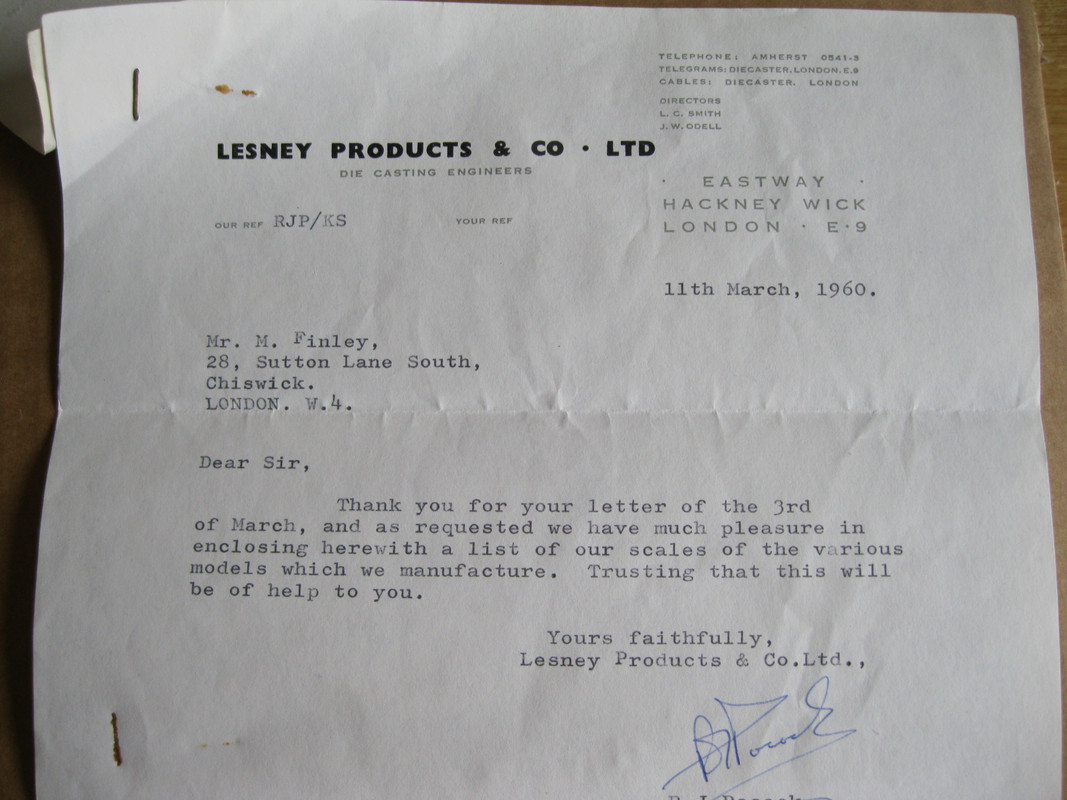 TELEPHONE: AMHERST 0541-3
TELEGRAMS: DIECASTER, LONDON, E.9
CABLES: DIECASTER. LONDON
DIRECTORS
L. C. SMITH
J. W. ODELL
LESNEY PRODUCTS & CO · LTD
DIE CASTING ENGINEERS
· EASTWAY ·
HACKNEY WICK
LONDON · E·9
OUR REF RJP/KS YOUR REF
11th March, 1960.
Mr. M. Finley,
28, Sutton Lane South,
Chiswick.
LONDON. W.4.
Dear Sir,
Thank you for your letter of the 3rd
of March, and as requested we have much pleasure in
enclosing herewith a list of our scales of the various
models which we manufacture. Trusting that this will
be of help to you.
Yours faithfully,
Lesney Products & Co.Ltd.,